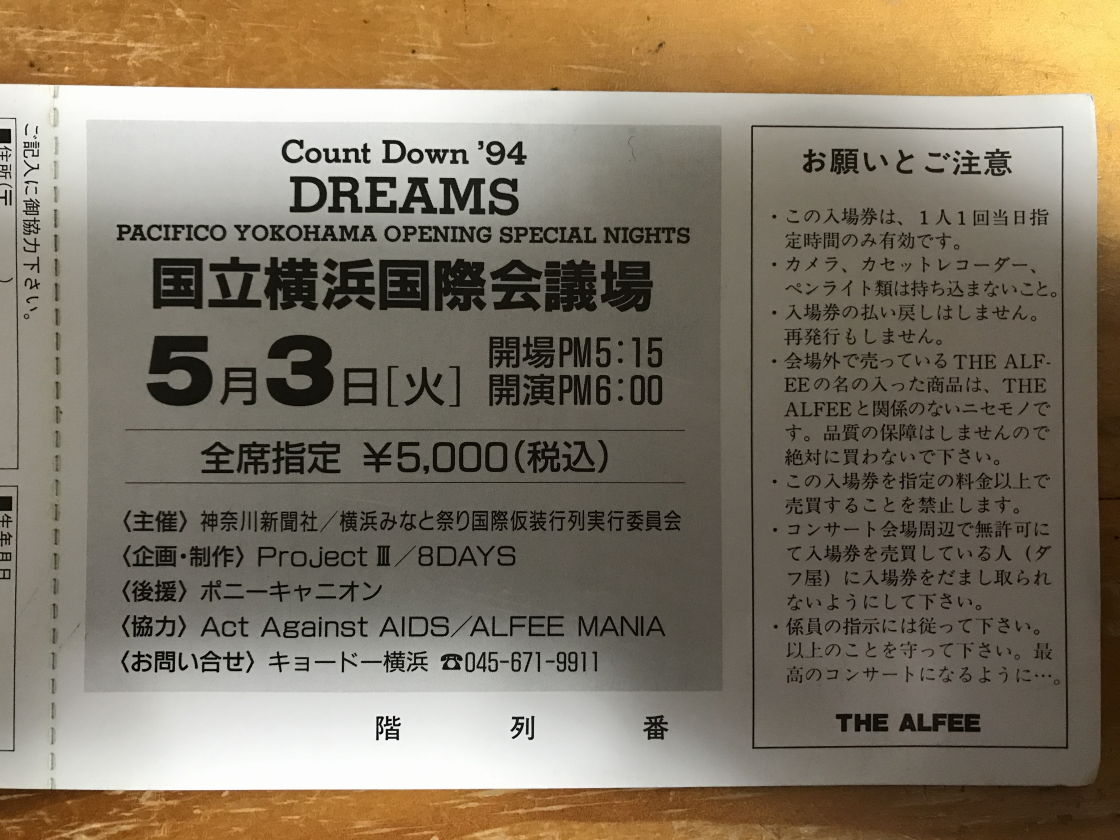 ご記入に御協力下さい。
■住所(〒
)
■生年月日
Count Down '94
DREAMS
PACIFICO YOKOHAMA OPENING SPECIAL NIGHTS
国立横浜国際会議場
5月3日[火]
開場PM5:15
開演PM6:00
全席指定 ¥5,000(税込)
〈主催〉神奈川新聞社/横浜みなと祭り国際仮装行列実行委員会
〈企画・制作〉Project Ⅲ/8DAYS
〈後援〉ポニーキャニオン
〈協力〉Act Against AIDS/ALFEE MANIA
〈お問い合せ〉キョードー横浜 ☎045-671-9911
階 列 番
お願いとご注意
・この入場券は、1人1回当日指
定時間のみ有効です。
・カメラ、カセットレコーダー、
ペンライト類は持ち込まないこと。
・入場券の払い戻しはしません。
再発行もしません。
・会場外で売っているTHE ALF-
EEの名の入った商品は、THE
ALFEEと関係のないニセモノで
す。品質の保障はしませんので
絶対に買わないで下さい。
・この入場券を指定の料金以上で
売買することを禁止します。
・コンサート会場周辺で無許可に
て入場券を売買している人(ダ
フ屋)に入場券をだまし取られ
ないようにして下さい。
・係員の指示には従って下さい。
以上のことを守って下さい。最
高のコンサートになるように…。
THE ALFEE